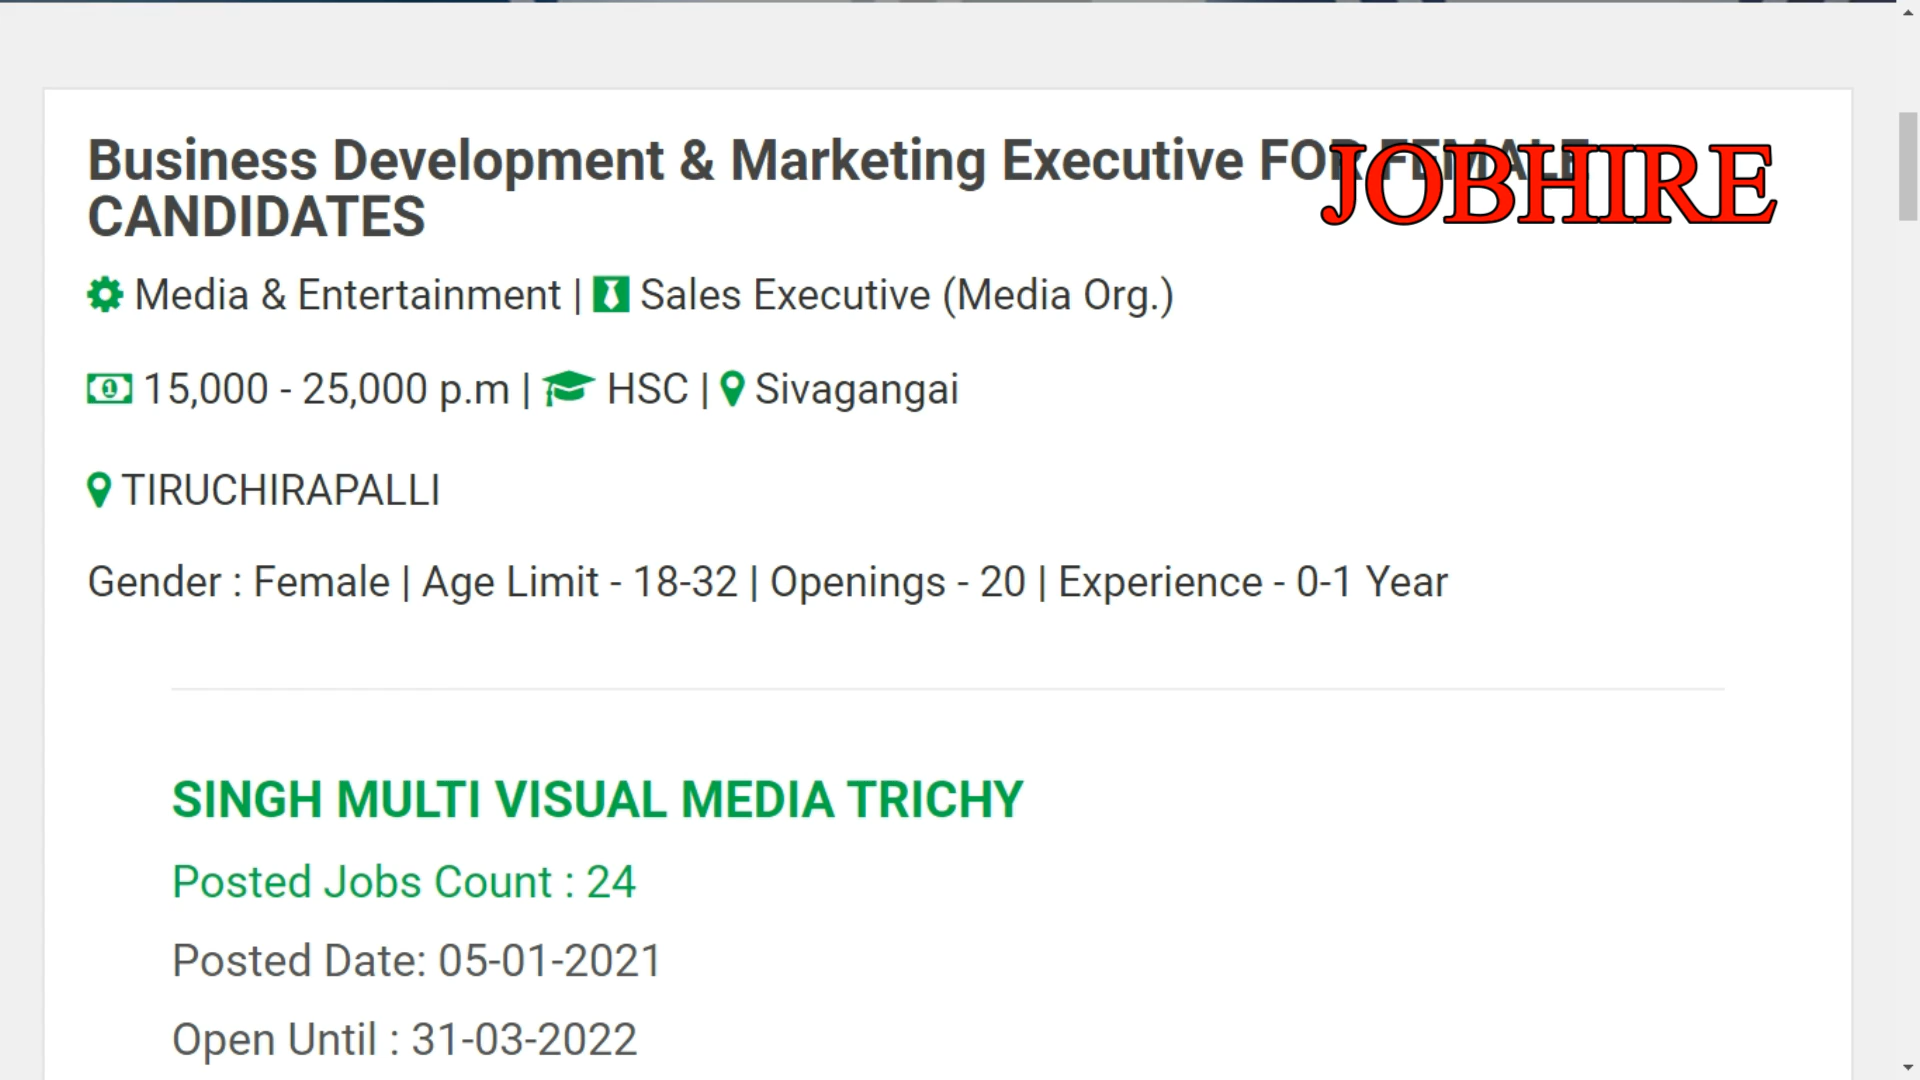 Business Development & Marketing Executive FOR FEMALE
CANDIDATES
JOBHIRE
Media & Entertainment | Sales Executive (Media Org.)
15,000 - 25,000 p.m | HSC | Sivagangai
TIRUCHIRAPALLI
Gender : Female | Age Limit - 18-32 | Openings - 20 | Experience - 0-1 Year
SINGH MULTI VISUAL MEDIA TRICHY
Posted Jobs Count : 24
Posted Date: 05-01-2021
Open Until : 31-03-2022